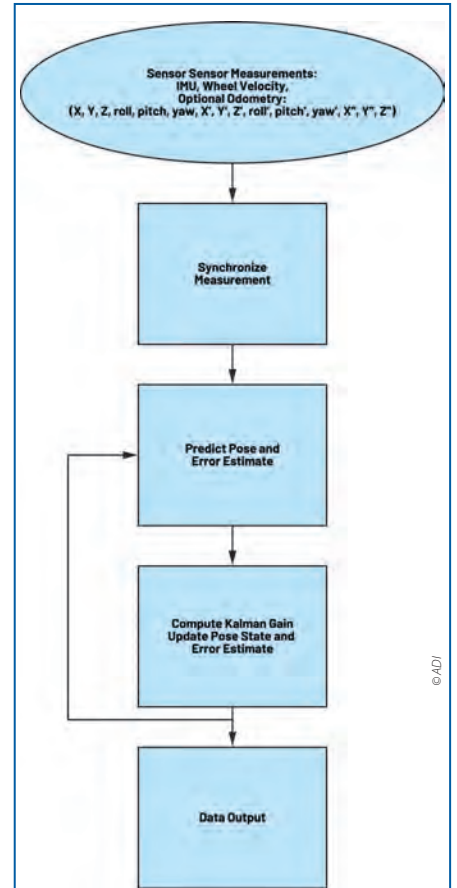 Sensor Sensor Measurements:
IMU, Wheel Velocity,
Optional Odometry:
(X, Y, Z, roll, pitch, yaw, X', Y', Z', roll', pitch', yaw', X'', Y'', Z'')
Synchronize
Measurement
Predict Pose and
Error Estimate
Compute Kalman Gain
Update Pose State and
Error Estimate
©ADI
Data Output